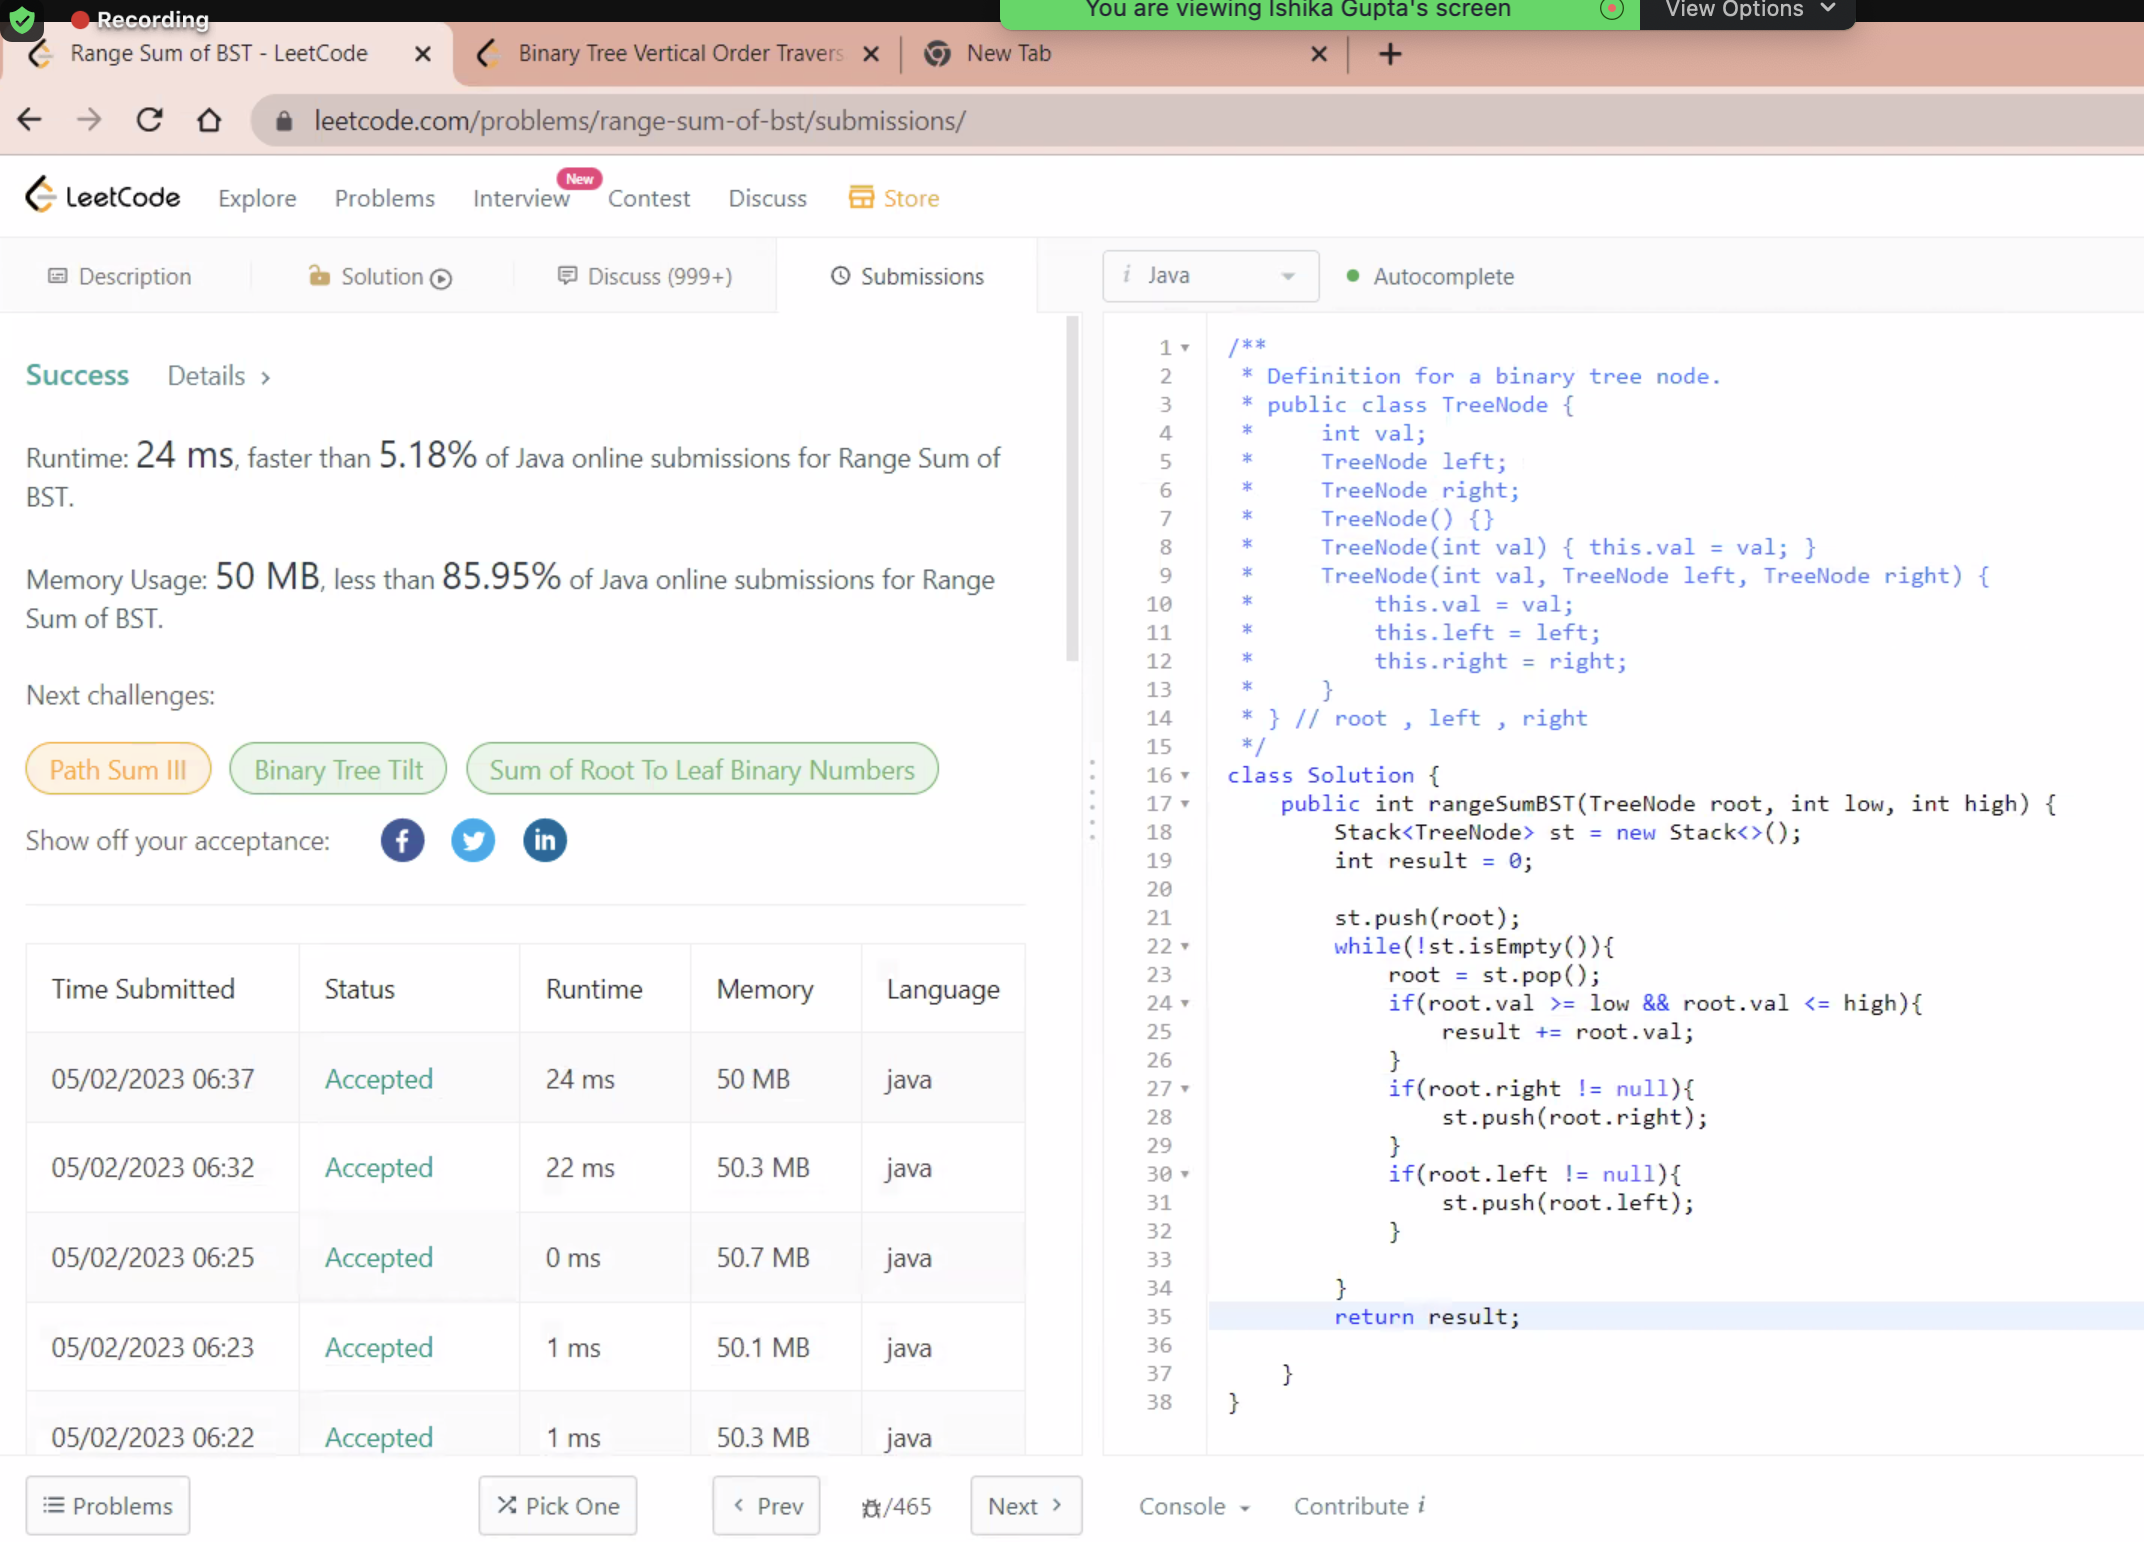 Recording
You are viewing Ishika Gupta's screen
View Options
Range Sum of BST - LeetCode
Binary Tree Vertical Order Travers
New Tab
leetcode.com/problems/range-sum-of-bst/submissions/
LeetCode
Explore
Problems
Interview
New
Contest
Discuss
Store
Description
Solution
Discuss (999+)
Submissions
i Java
Autocomplete
Success
Details >
Runtime: 24 ms, faster than 5.18% of Java online submissions for Range Sum of
BST.
Memory Usage: 50 MB, less than 85.95% of Java online submissions for Range
Sum of BST.
Next challenges:
Path Sum III
Binary Tree Tilt
Sum of Root To Leaf Binary Numbers
Show off your acceptance:
Time Submitted Status Runtime Memory Language
05/02/2023 06:37 Accepted 24 ms 50 MB java
05/02/2023 06:32 Accepted 22 ms 50.3 MB java
05/02/2023 06:25 Accepted 0 ms 50.7 MB java
05/02/2023 06:23 Accepted 1 ms 50.1 MB java
05/02/2023 06:22 Accepted 1 ms 50.3 MB java
1 /**
2 * Definition for a binary tree node.
3 * public class TreeNode {
4 *     int val;
5 *     TreeNode left;
6 *     TreeNode right;
7 *     TreeNode() {}
8 *     TreeNode(int val) { this.val = val; }
9 *     TreeNode(int val, TreeNode left, TreeNode right) {
10 *         this.val = val;
11 *         this.left = left;
12 *         this.right = right;
13 *     }
14 * } // root , left , right
15 */
16 class Solution {
17     public int rangeSumBST(TreeNode root, int low, int high) {
18         Stack<TreeNode> st = new Stack<>();
19         int result = 0;
20
21         st.push(root);
22         while(!st.isEmpty()){
23             root = st.pop();
24             if(root.val >= low && root.val <= high){
25                 result += root.val;
26             }
27             if(root.right != null){
28                 st.push(root.right);
29             }
30             if(root.left != null){
31                 st.push(root.left);
32             }
33
34         }
35         return result;
36
37     }
38 }
Problems
Pick One
< Prev
/465
Next >
Console
Contribute i